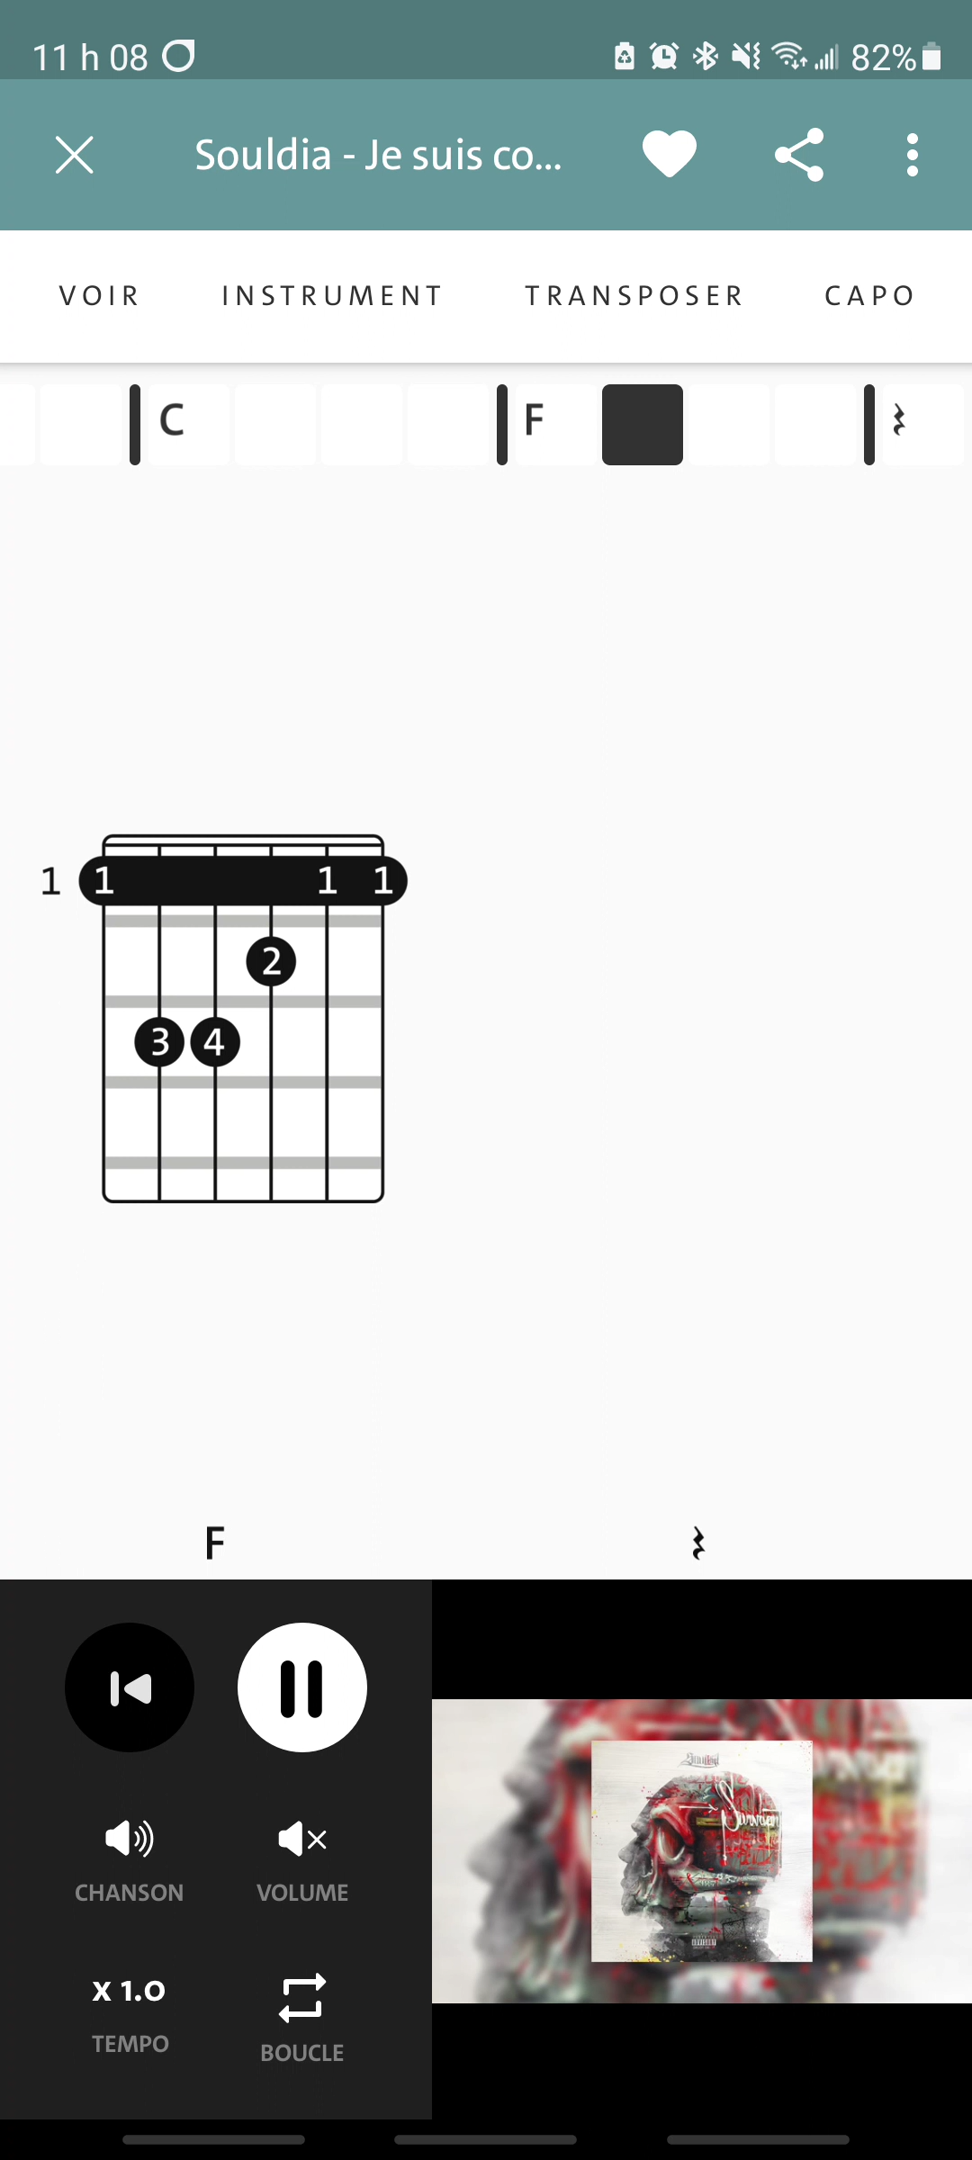 11 h 08 82%
Souldia - Je suis co...
VOIR INSTRUMENT TRANSPOSER CAPO
C F
1 1 1 1
2
3 4
F
CHANSON VOLUME
x 1.0
TEMPO BOUCLE